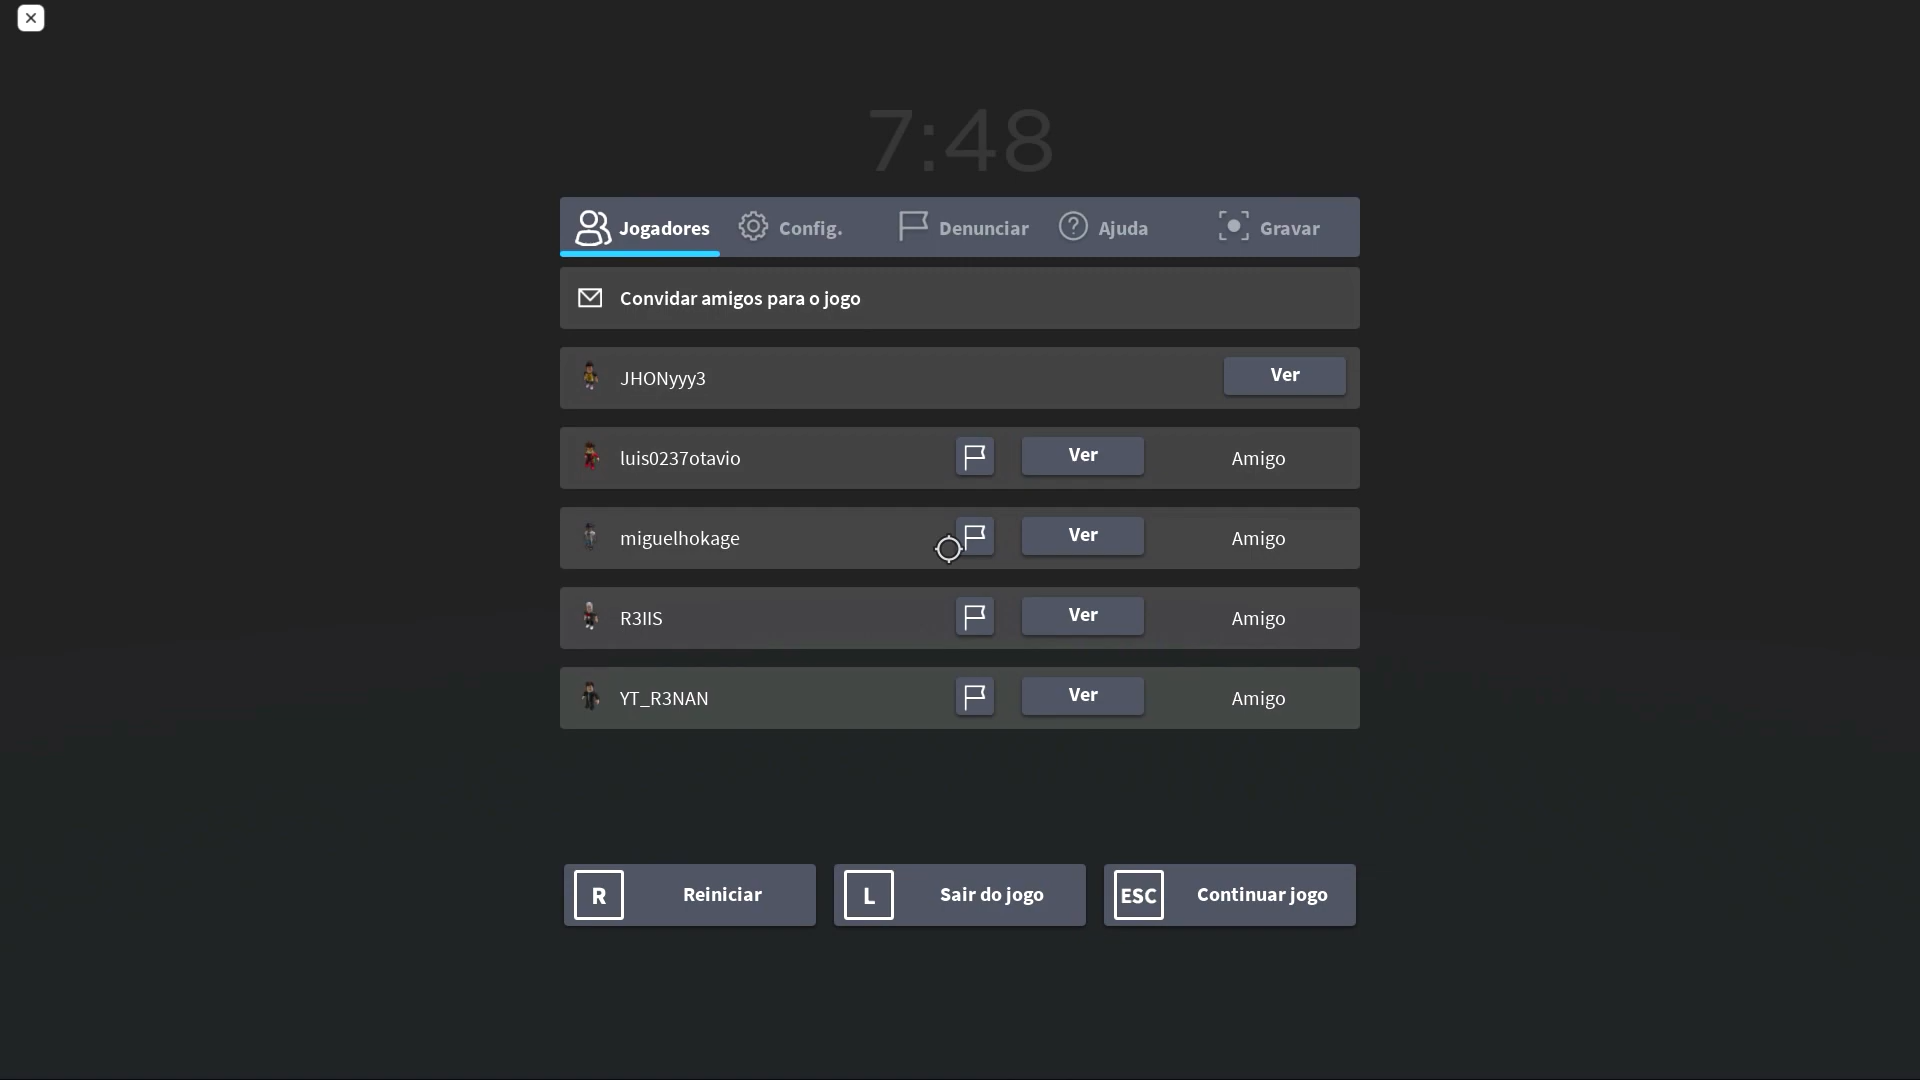 7:48
Jogadores Config. Denunciar Ajuda Gravar
Convidar amigos para o jogo
JHONyyy3 Ver
luis0237otavio Ver Amigo
miguelhokage Ver Amigo
R3IIS Ver Amigo
YT_R3NAN Ver Amigo
R Reiniciar L Sair do jogo ESC Continuar jogo